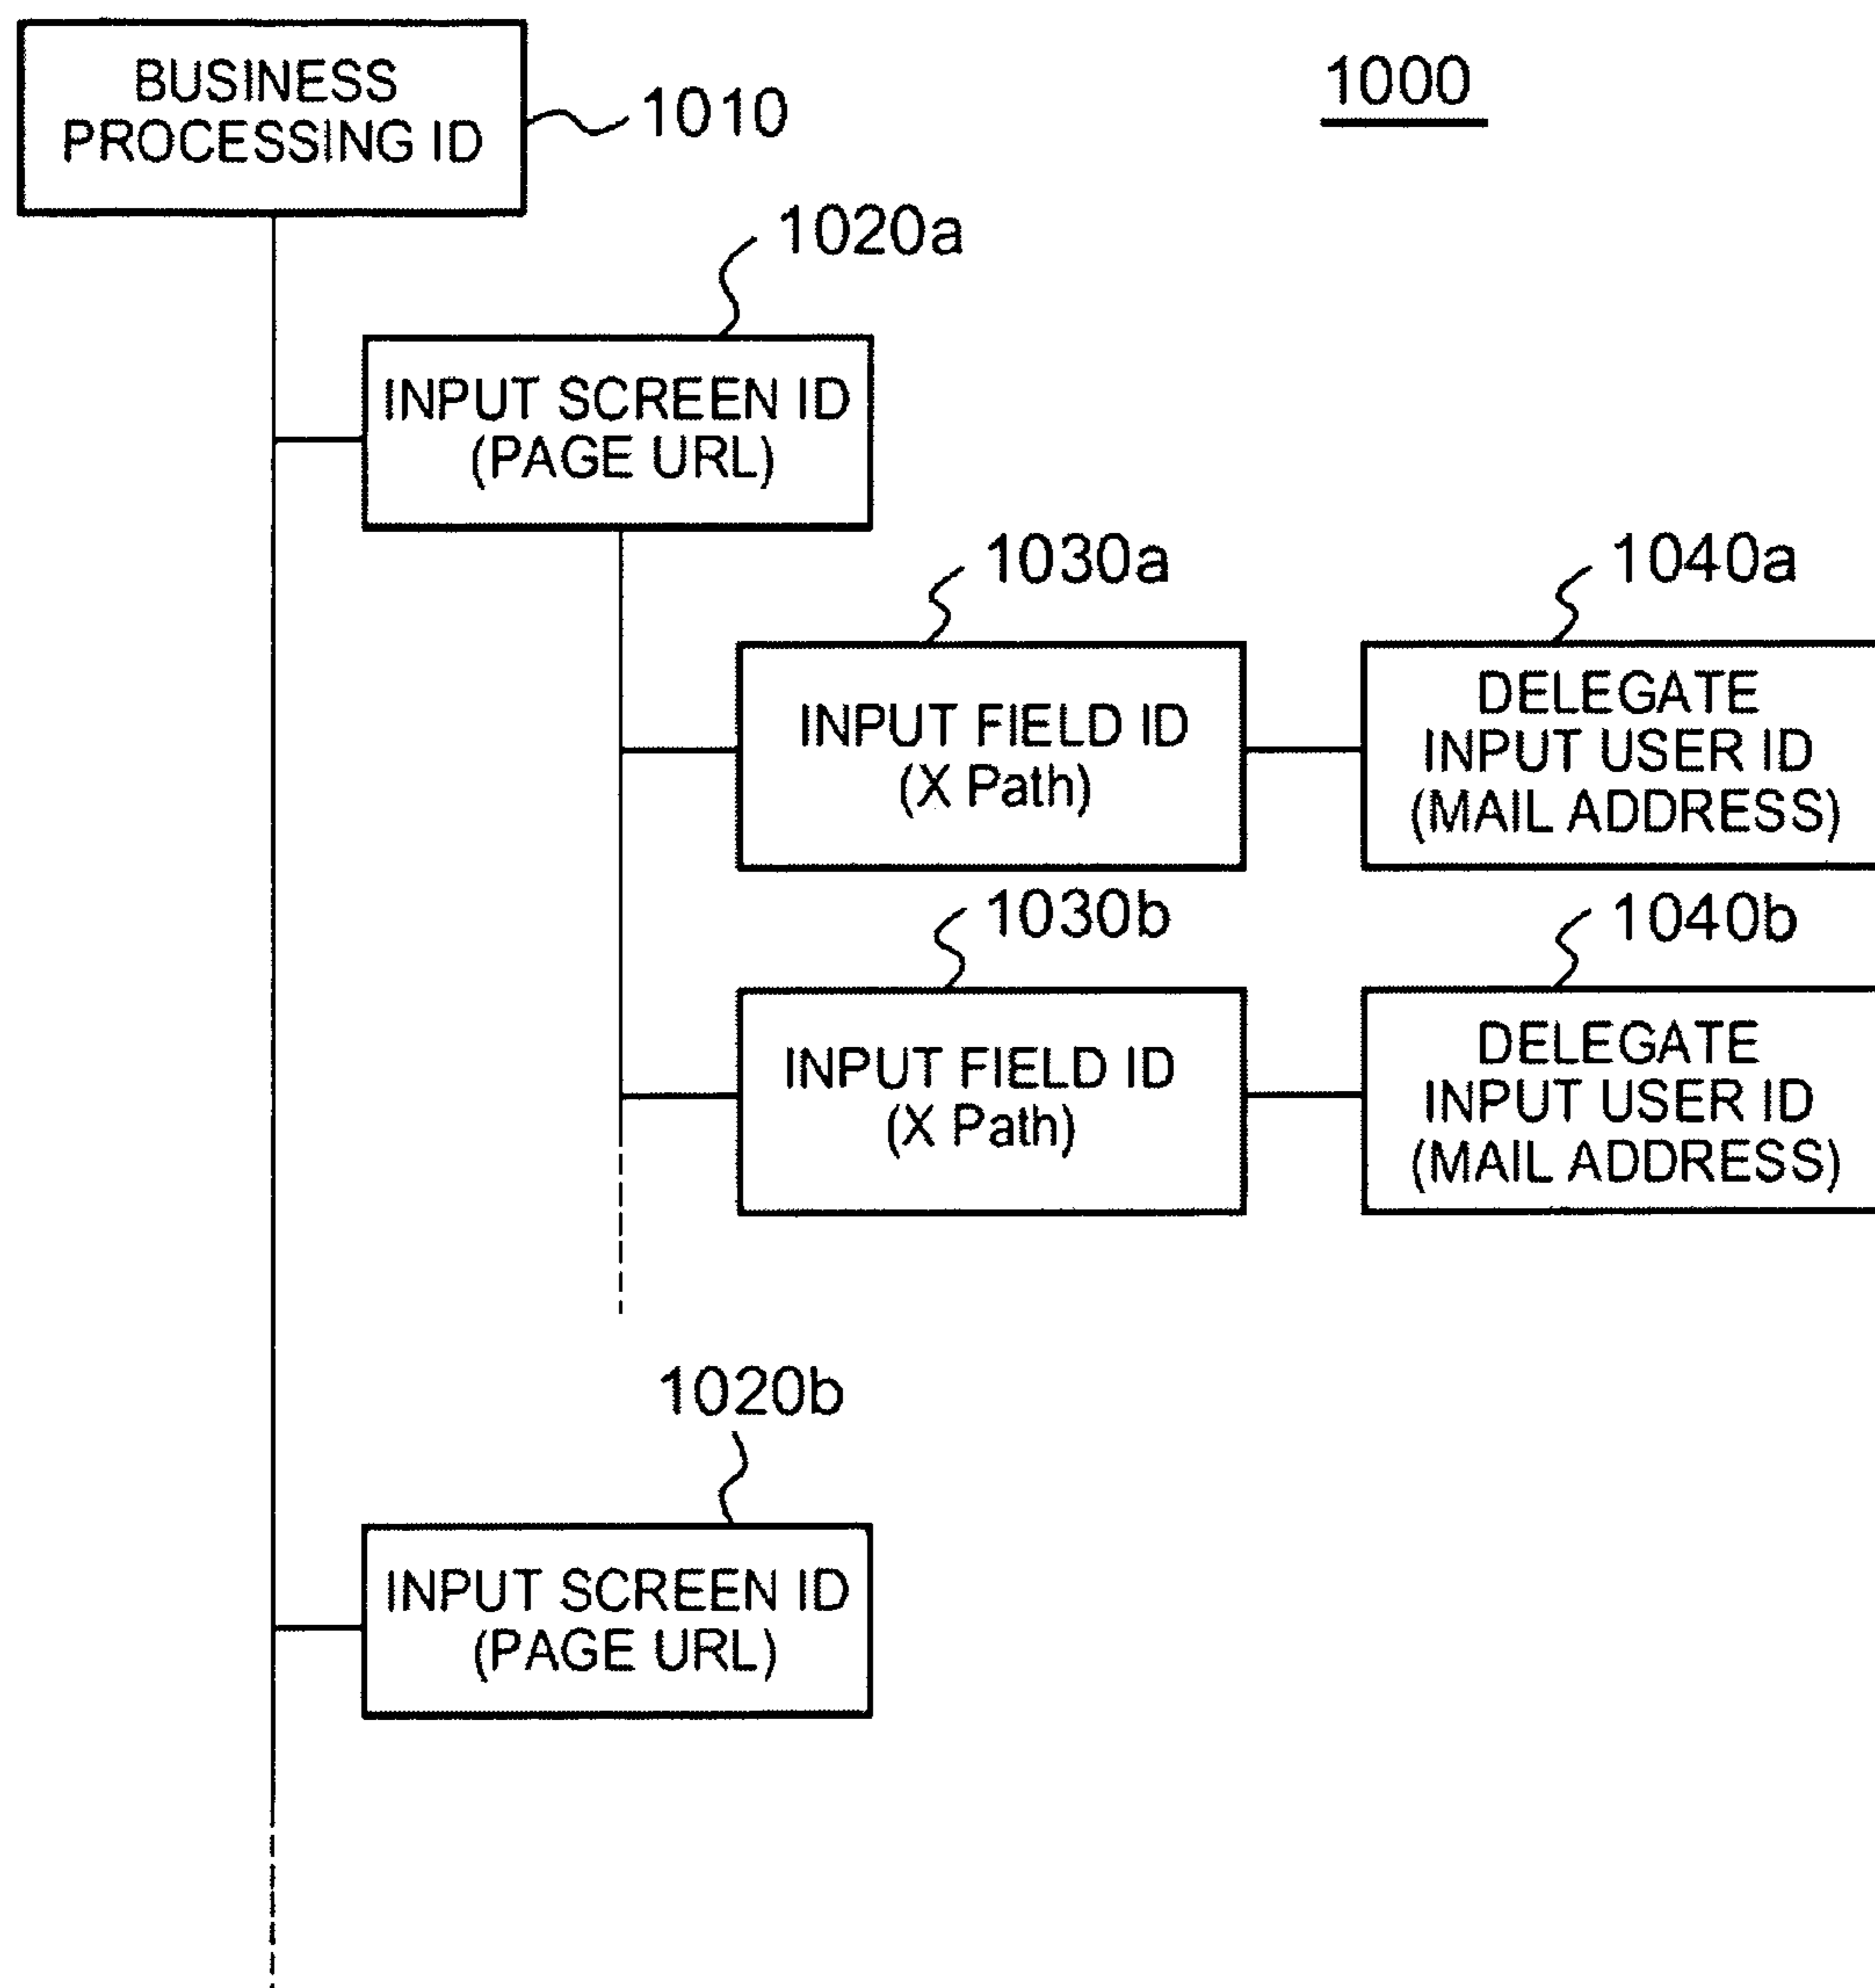 BUSINESS
PROCESSING ID
1010
1000
1020a
INPUT SCREEN ID
(PAGE URL)
1030a
1040a
INPUT FIELD ID
(X Path)
DELEGATE
INPUT USER ID
(MAIL ADDRESS)
1030b
1040b
INPUT FIELD ID
(X Path)
DELEGATE
INPUT USER ID
(MAIL ADDRESS)
1020b
INPUT SCREEN ID
(PAGE URL)